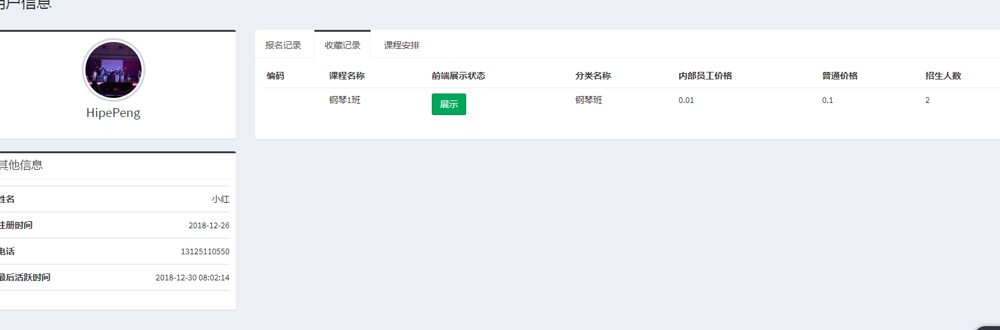 用户信息
HipePeng
其他信息
姓名 小红
注册时间 2018-12-26
电话 13125110550
最后活跃时间 2018-12-30 08:02:14
报名记录 收藏记录 课程安排
编码 课程名称 前端展示状态 分类名称 内部员工价格 普通价格 招生人数
钢琴1班 展示 钢琴班 0.01 0.1 2